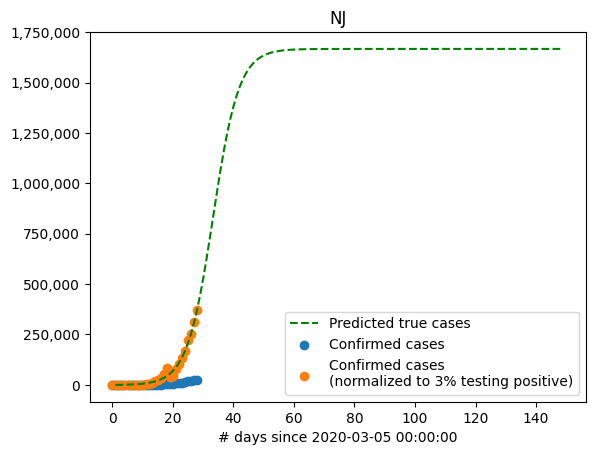 NJ
1,750,000
1,500,000
1,250,000
1,000,000
750,000
500,000
250,000
0
0 20 40 60 80 100 120 140
# days since 2020-03-05 00:00:00
Predicted true cases
Confirmed cases
Confirmed cases
(normalized to 3% testing positive)